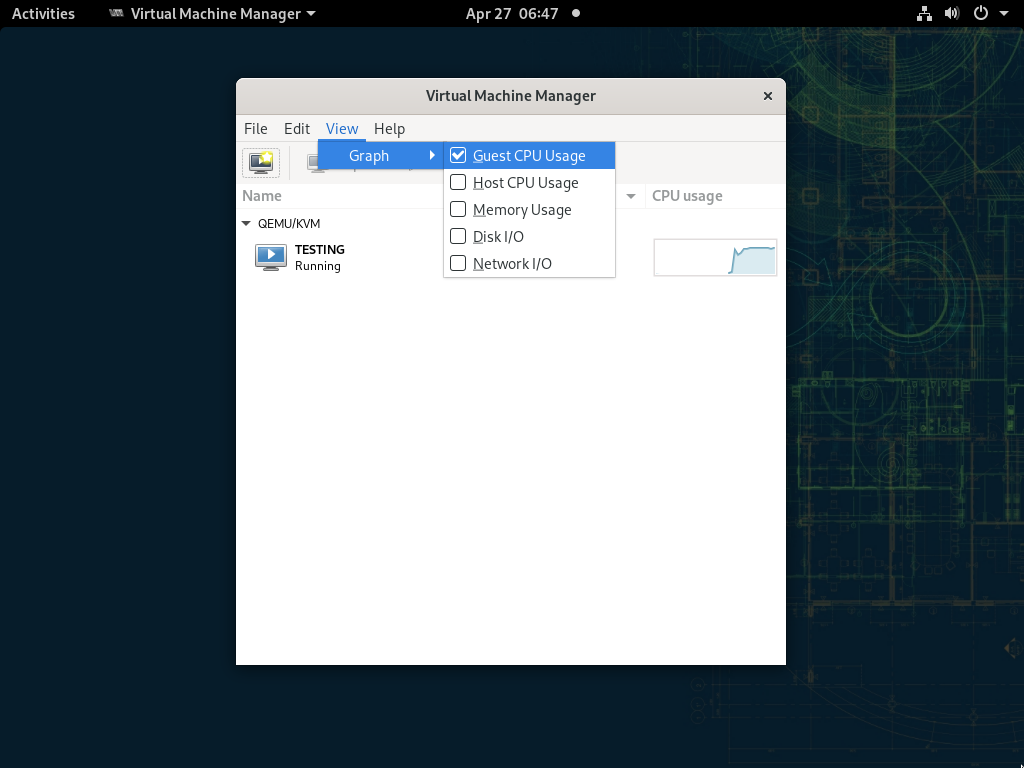 Activities Virtual Machine Manager Apr 27 06:47
Virtual Machine Manager
File Edit View Help
Graph
Guest CPU Usage
Host CPU Usage
Memory Usage
Disk I/O
Network I/O
Name CPU usage
QEMU/KVM
TESTING
Running